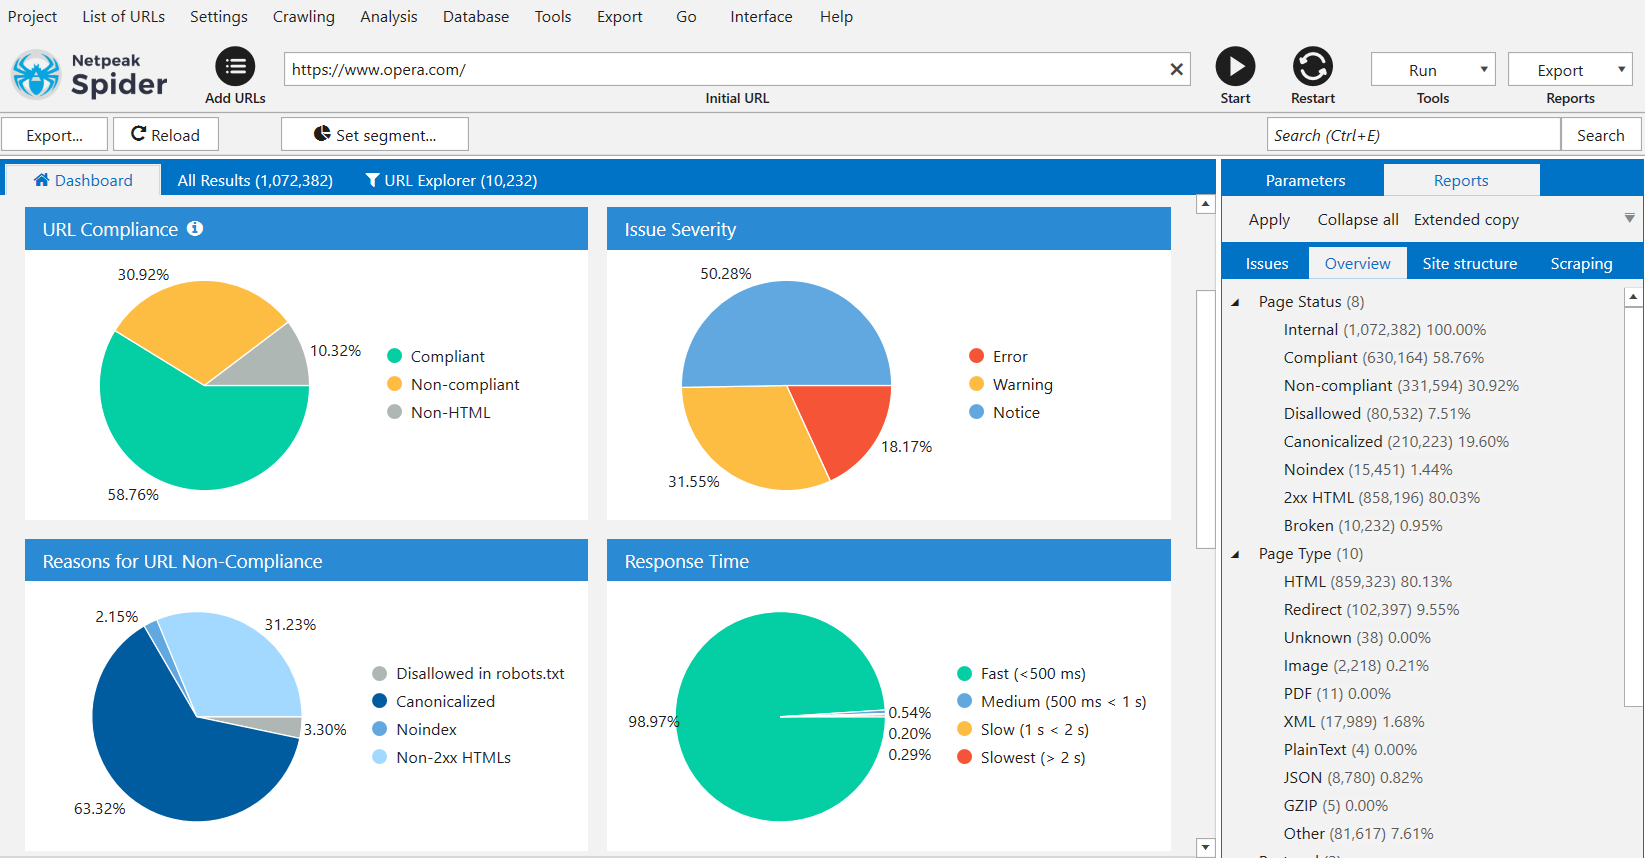 Project List of URLs Settings Crawling Analysis Database Tools Export Go Interface Help
Netpeak
Spider
Add URLs
https://www.opera.com/
Initial URL
Start
Restart
Run
Tools
Export
Reports
Export...
Reload
Set segment...
Search (Ctrl+E)
Search
Dashboard
All Results (1,072,382)
URL Explorer (10,232)
URL Compliance
30.92%
10.32%
58.76%
Compliant
Non-compliant
Non-HTML
Issue Severity
50.28%
18.17%
31.55%
Error
Warning
Notice
Reasons for URL Non-Compliance
2.15%
31.23%
3.30%
63.32%
Disallowed in robots.txt
Canonicalized
Noindex
Non-2xx HTMLs
Response Time
98.97%
0.54%
0.20%
0.29%
Fast (<500 ms)
Medium (500 ms < 1 s)
Slow (1 s < 2 s)
Slowest (> 2 s)
Parameters
Reports
Apply
Collapse all
Extended copy
Issues
Overview
Site structure
Scraping
Page Status (8)
Internal (1,072,382) 100.00%
Compliant (630,164) 58.76%
Non-compliant (331,594) 30.92%
Disallowed (80,532) 7.51%
Canonicalized (210,223) 19.60%
Noindex (15,451) 1.44%
2xx HTML (858,196) 80.03%
Broken (10,232) 0.95%
Page Type (10)
HTML (859,323) 80.13%
Redirect (102,397) 9.55%
Unknown (38) 0.00%
Image (2,218) 0.21%
PDF (11) 0.00%
XML (17,989) 1.68%
PlainText (4) 0.00%
JSON (8,780) 0.82%
GZIP (5) 0.00%
Other (81,617) 7.61%